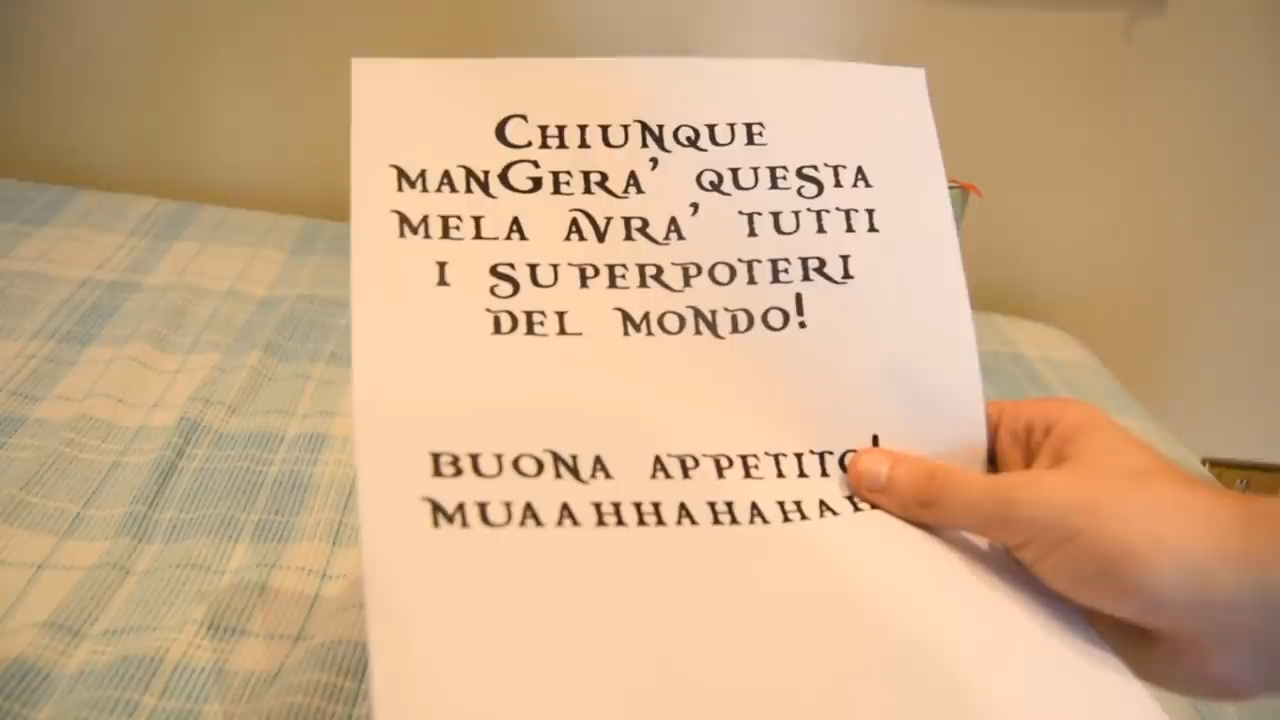 CHIUNQUE
MANGERA' QUESTA
MELA AVRA' TUTTI
I SUPERPOTERI
DEL MONDO!
BUONA APPETITO!
MUAAHHAHAHAH